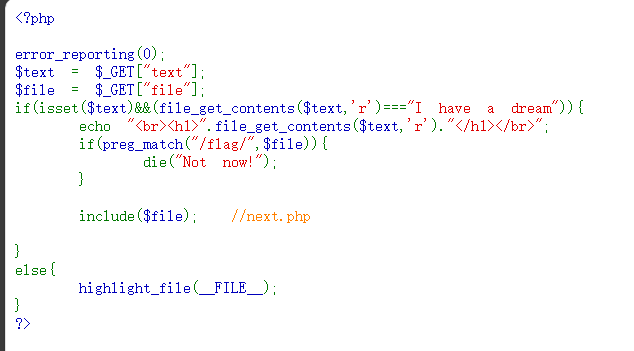 <?php
error_reporting(0);
$text = $_GET["text"];
$file = $_GET["file"];
if(isset($text)&&(file_get_contents($text,'r')==="I have a dream")){
echo "<br><h1>".file_get_contents($text,'r')."</h1></br>";
if(preg_match("/flag/",$file)){
die("Not now!");
}
include($file); //next.php
}
else{
highlight_file(__FILE__);
}
?>